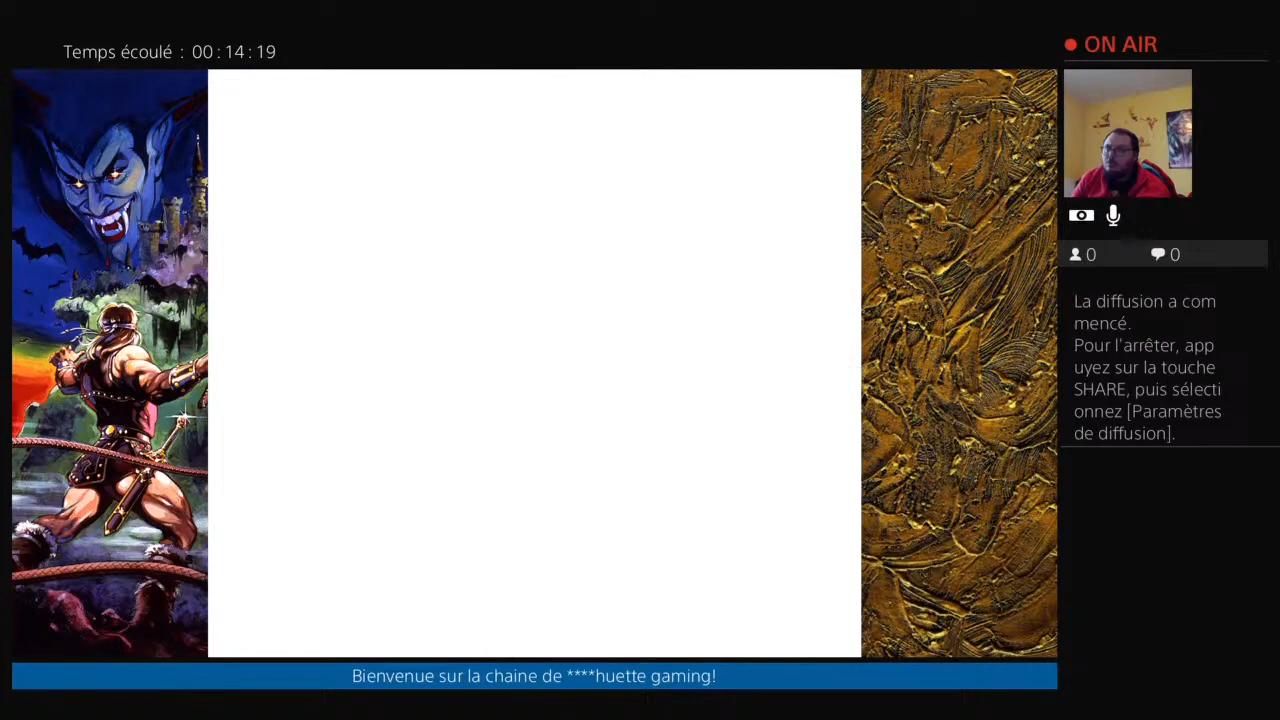 Temps écoulé : 00:14:19
ON AIR
0 0
La diffusion a com
mencé.
Pour l'arrêter, app
uyez sur la touche
SHARE, puis sélecti
onnez [Paramètres
de diffusion].
Bienvenue sur la chaine de ****huette gaming!